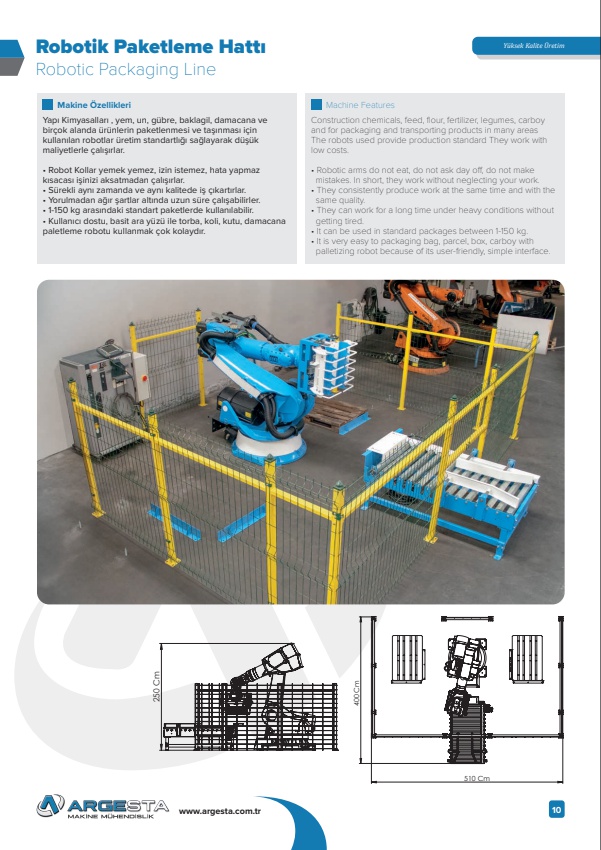 Robotik Paketleme Hattı
Robotic Packaging Line
Yüksek Kalite Üretim
Makine Özellikleri
Yapı Kimyasalları , yem, un, gübre, baklagil, damacana ve
birçok alanda ürünlerin paketlenmesi ve taşınması için
kullanılan robotlar üretim standartlığı sağlayarak düşük
maliyetlerle çalışırlar.
• Robot Kollar yemek yemez, izin istemez, hata yapmaz
kısacası işinizi aksatmadan çalışırlar.
• Sürekli aynı zamanda ve aynı kalitede iş çıkartırlar.
• Yorulmadan ağır şartlar altında uzun süre çalışabilirler.
• 1-150 kg arasındaki standart paketlerde kullanılabilir.
• Kullanıcı dostu, basit ara yüzü ile torba, koli, kutu, damacana
paletleme robotu kullanmak çok kolaydır.
Machine Features
Construction chemicals, feed, flour, fertilizer, legumes, carboy
and for packaging and transporting products in many areas
The robots used provide production standard They work with
low costs.
• Robotic arms do not eat, do not ask day off, do not make
mistakes. In short, they work without neglecting your work.
• They consistently produce work at the same time and with the
same quality.
• They can work for a long time under heavy conditions without
getting tired.
• It can be used in standard packages between 1-150 kg.
• It is very easy to packaging bag, parcel, box, carboy with
palletizing robot because of its user-friendly, simple interface.
250 Cm
400 Cm
510 Cm
ARGESTA
MAKİNE MÜHENDİSLİK
www.argesta.com.tr
10